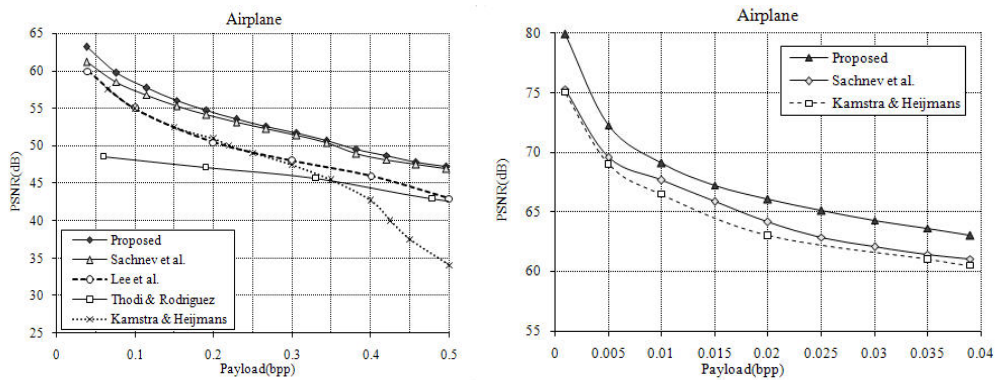 Airplane
65
60
55
50
45
40
35
30
25
PSNR(dB)
Proposed
Sachnev et al.
Lee et al.
Thodi & Rodriguez
Kamstra & Heijmans
0 0.1 0.2 0.3 0.4 0.5
Payload(bpp)
Airplane
80
75
70
65
60
55
PSNR(dB)
Proposed
Sachnev et al.
Kamstra & Heijmans
0 0.005 0.01 0.015 0.02 0.025 0.03 0.035 0.04
Payload(bpp)